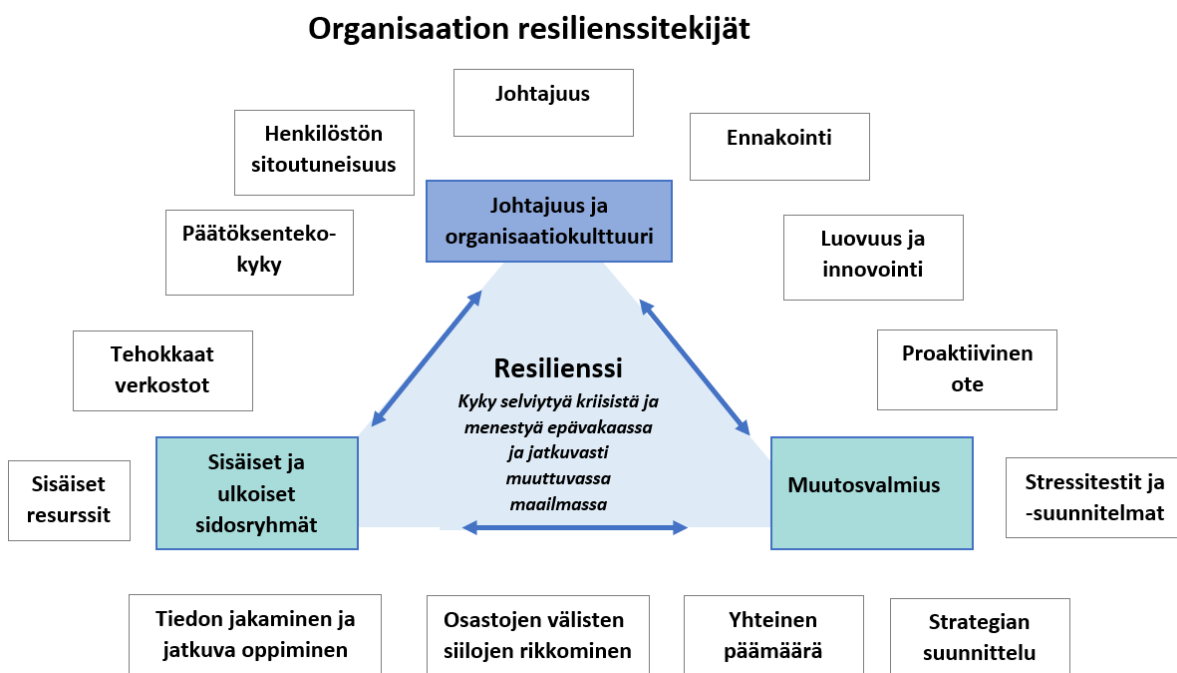 Organisaation resilienssitekijät
Johtajuus
Henkilöstön
sitoutuneisuus
Ennakointi
Johtajuus ja
organisaatiokulttuuri
Päätöksenteko-
kyky
Luovuus ja
innovointi
Tehokkaat
verkostot
Proaktiivinen
ote
Resilienssi
Kyky selviytyä kriisistä ja
menestyä epävakaassa
ja jatkuvasti
muuttuvassa
maailmassa
Sisäiset
resurssit
Sisäiset ja
ulkoiset
sidosryhmät
Muutosvalmius
Stressitestit ja
-suunnitelmat
Tiedon jakaminen ja
jatkuva oppiminen
Osastojen välisten
siilojen rikkominen
Yhteinen
päämäärä
Strategian
suunnittelu